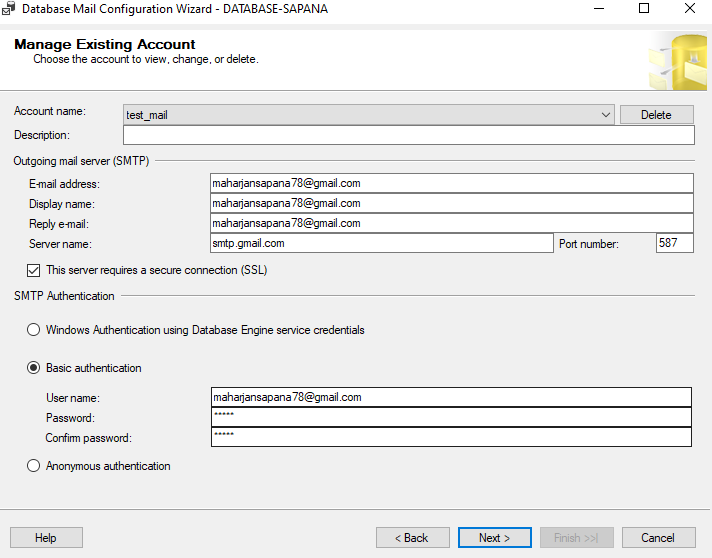 Database Mail Configuration Wizard - DATABASE-SAPANA
Manage Existing Account
Choose the account to view, change, or delete.
Account name: test_mail Delete
Description:
Outgoing mail server (SMTP)
E-mail address: maharjansapana78@gmail.com
Display name: maharjansapana78@gmail.com
Reply e-mail: maharjansapana78@gmail.com
Server name: smtp.gmail.com Port number: 587
This server requires a secure connection (SSL)
SMTP Authentication
Windows Authentication using Database Engine service credentials
Basic authentication
User name: maharjansapana78@gmail.com
Password: *****
Confirm password: *****
Anonymous authentication
Help < Back Next > Finish >>| Cancel